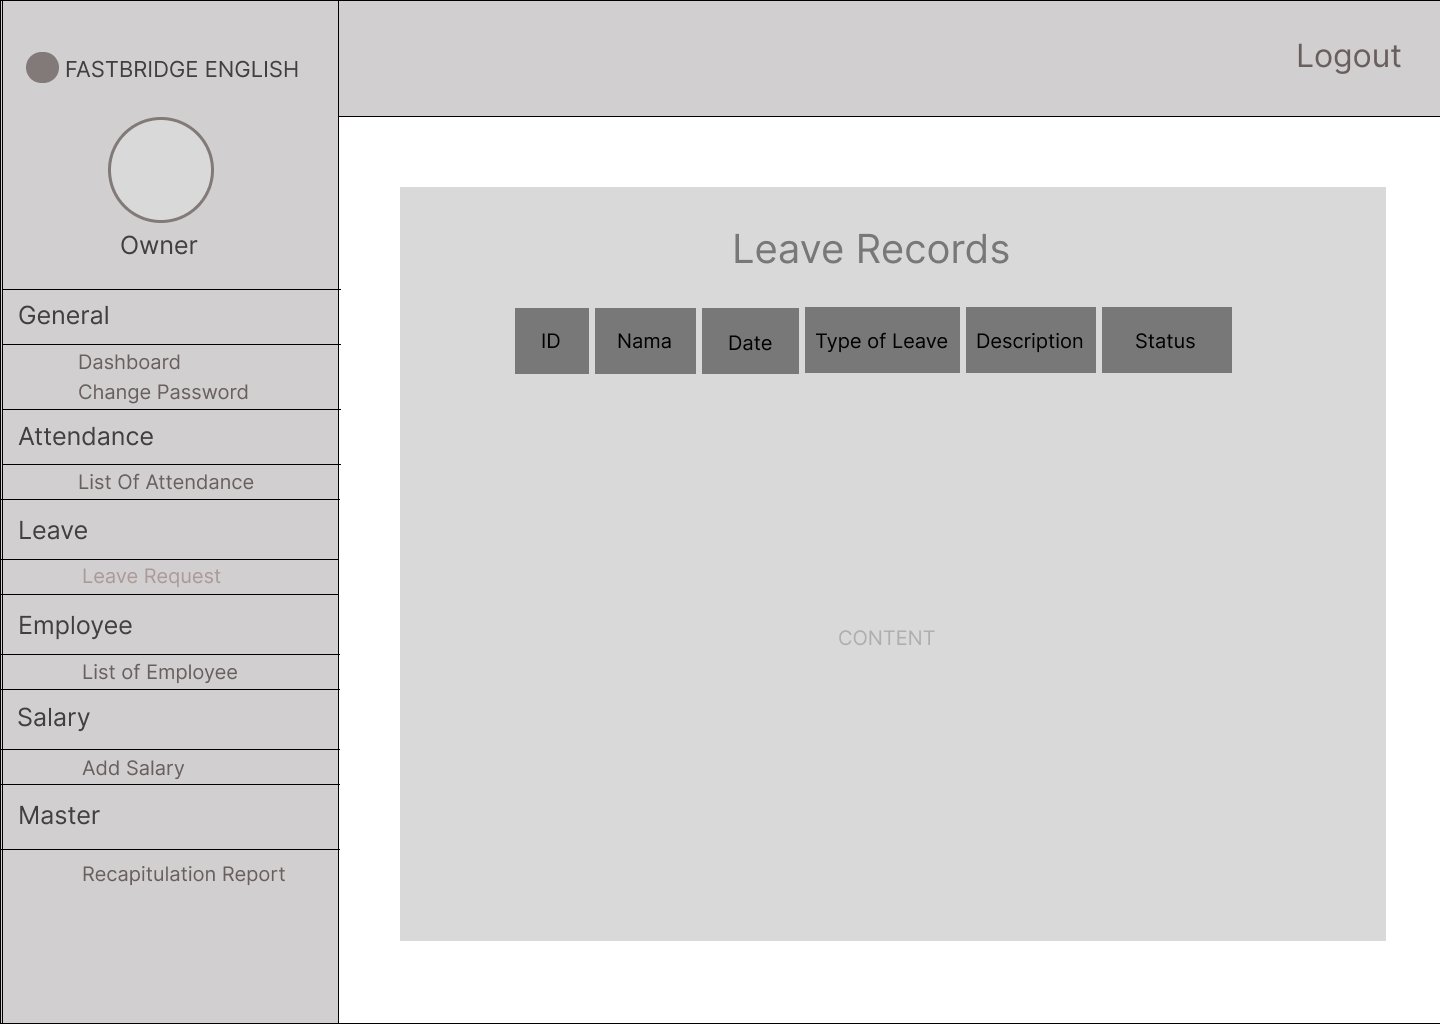 FASTBRIDGE ENGLISH
Owner
General
Dashboard
Change Password
Attendance
List Of Attendance
Leave
Leave Request
Employee
List of Employee
Salary
Add Salary
Master
Recapitulation Report
Logout
Leave Records
ID Nama Date Type of Leave Description Status
CONTENT